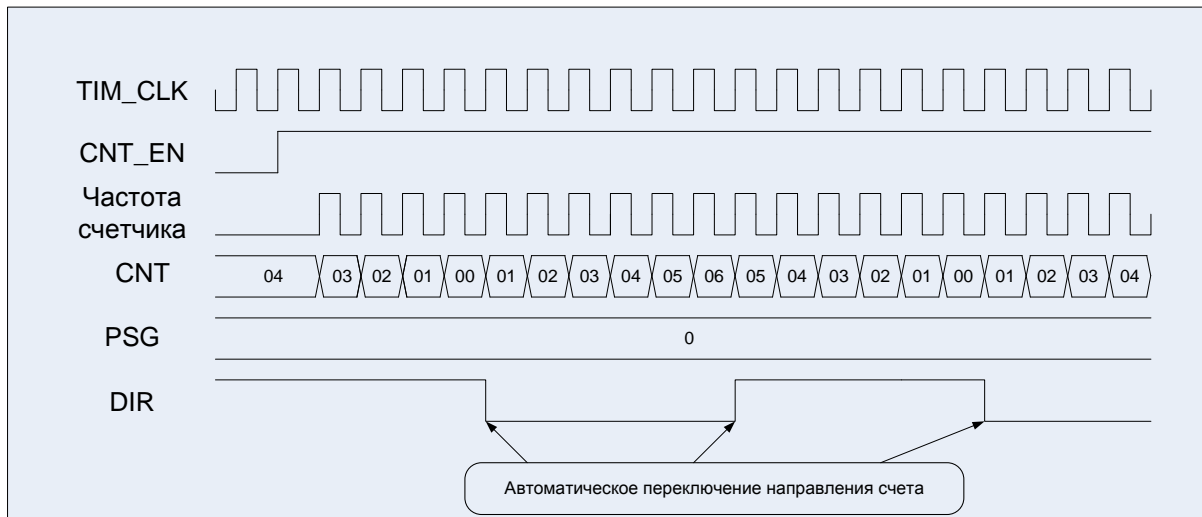 TIM_CLK
CNT_EN
Частота
счетчика
CNT
04 03 02 01 00 01 02 03 04 05 06 05 04 03 02 01 00 01 02 03 04
PSG
0
DIR
Автоматическое переключение направления счета